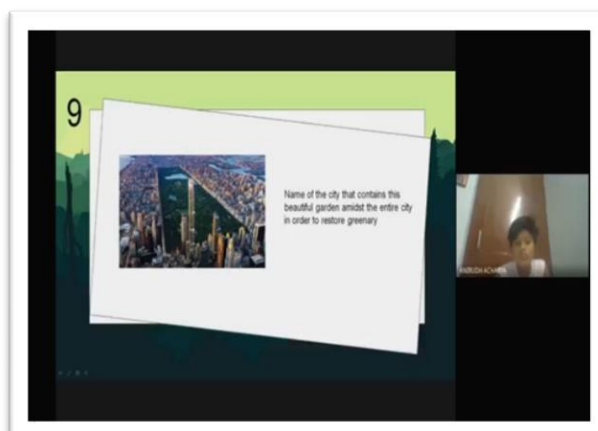 9
Name of the city that contains this
beautiful garden amidst the entire city
in order to restore greenary